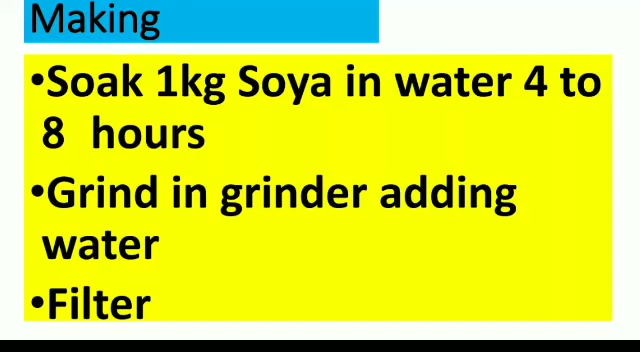 Making
•Soak 1kg Soya in water 4 to
8 hours
•Grind in grinder adding
water
•Filter